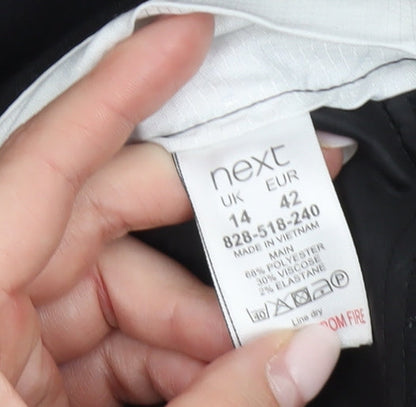 next
UK EUR
14 42
828-518-240
MADE IN VIETNAM
MAIN
68% POLYESTER
30% VISCOSE
2% ELASTANE
40 A P
Line dry
FIRE